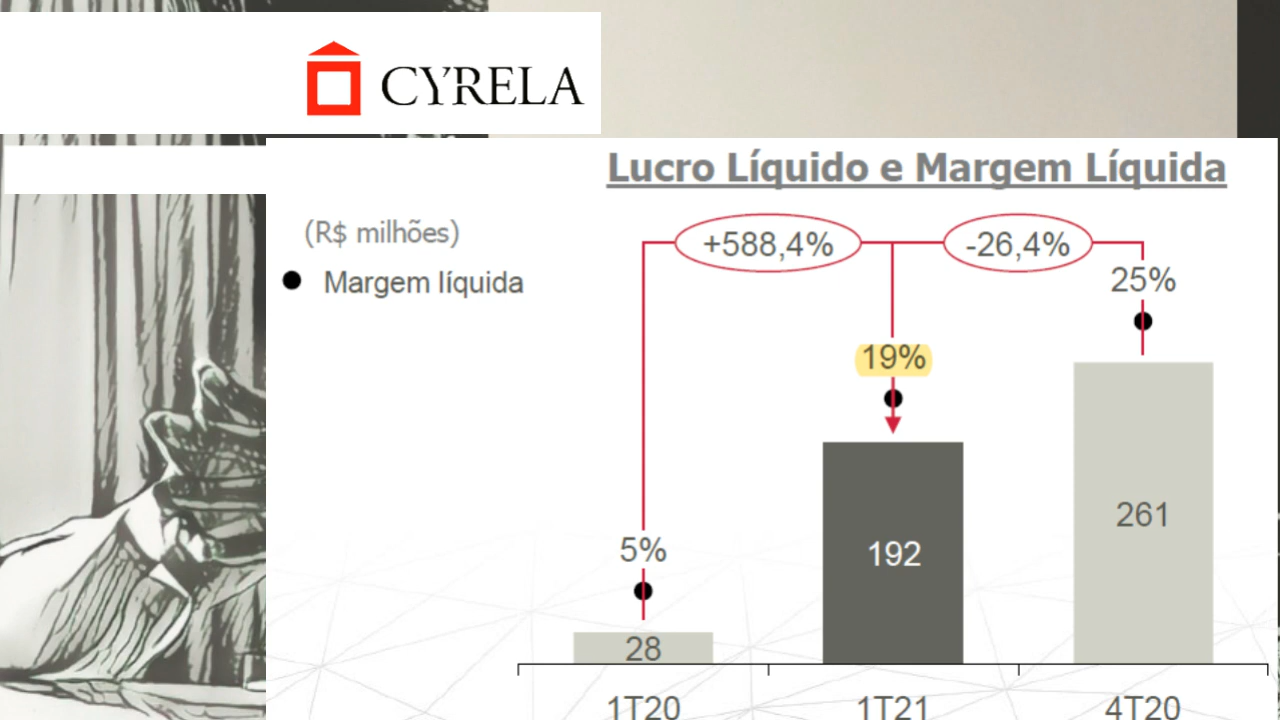 CYRELA
Lucro Líquido e Margem Líquida
(R$ milhões)
Margem líquida
+588,4%
-26,4%
25%
19%
5%
261
192
28
1T20
1T21
4T20